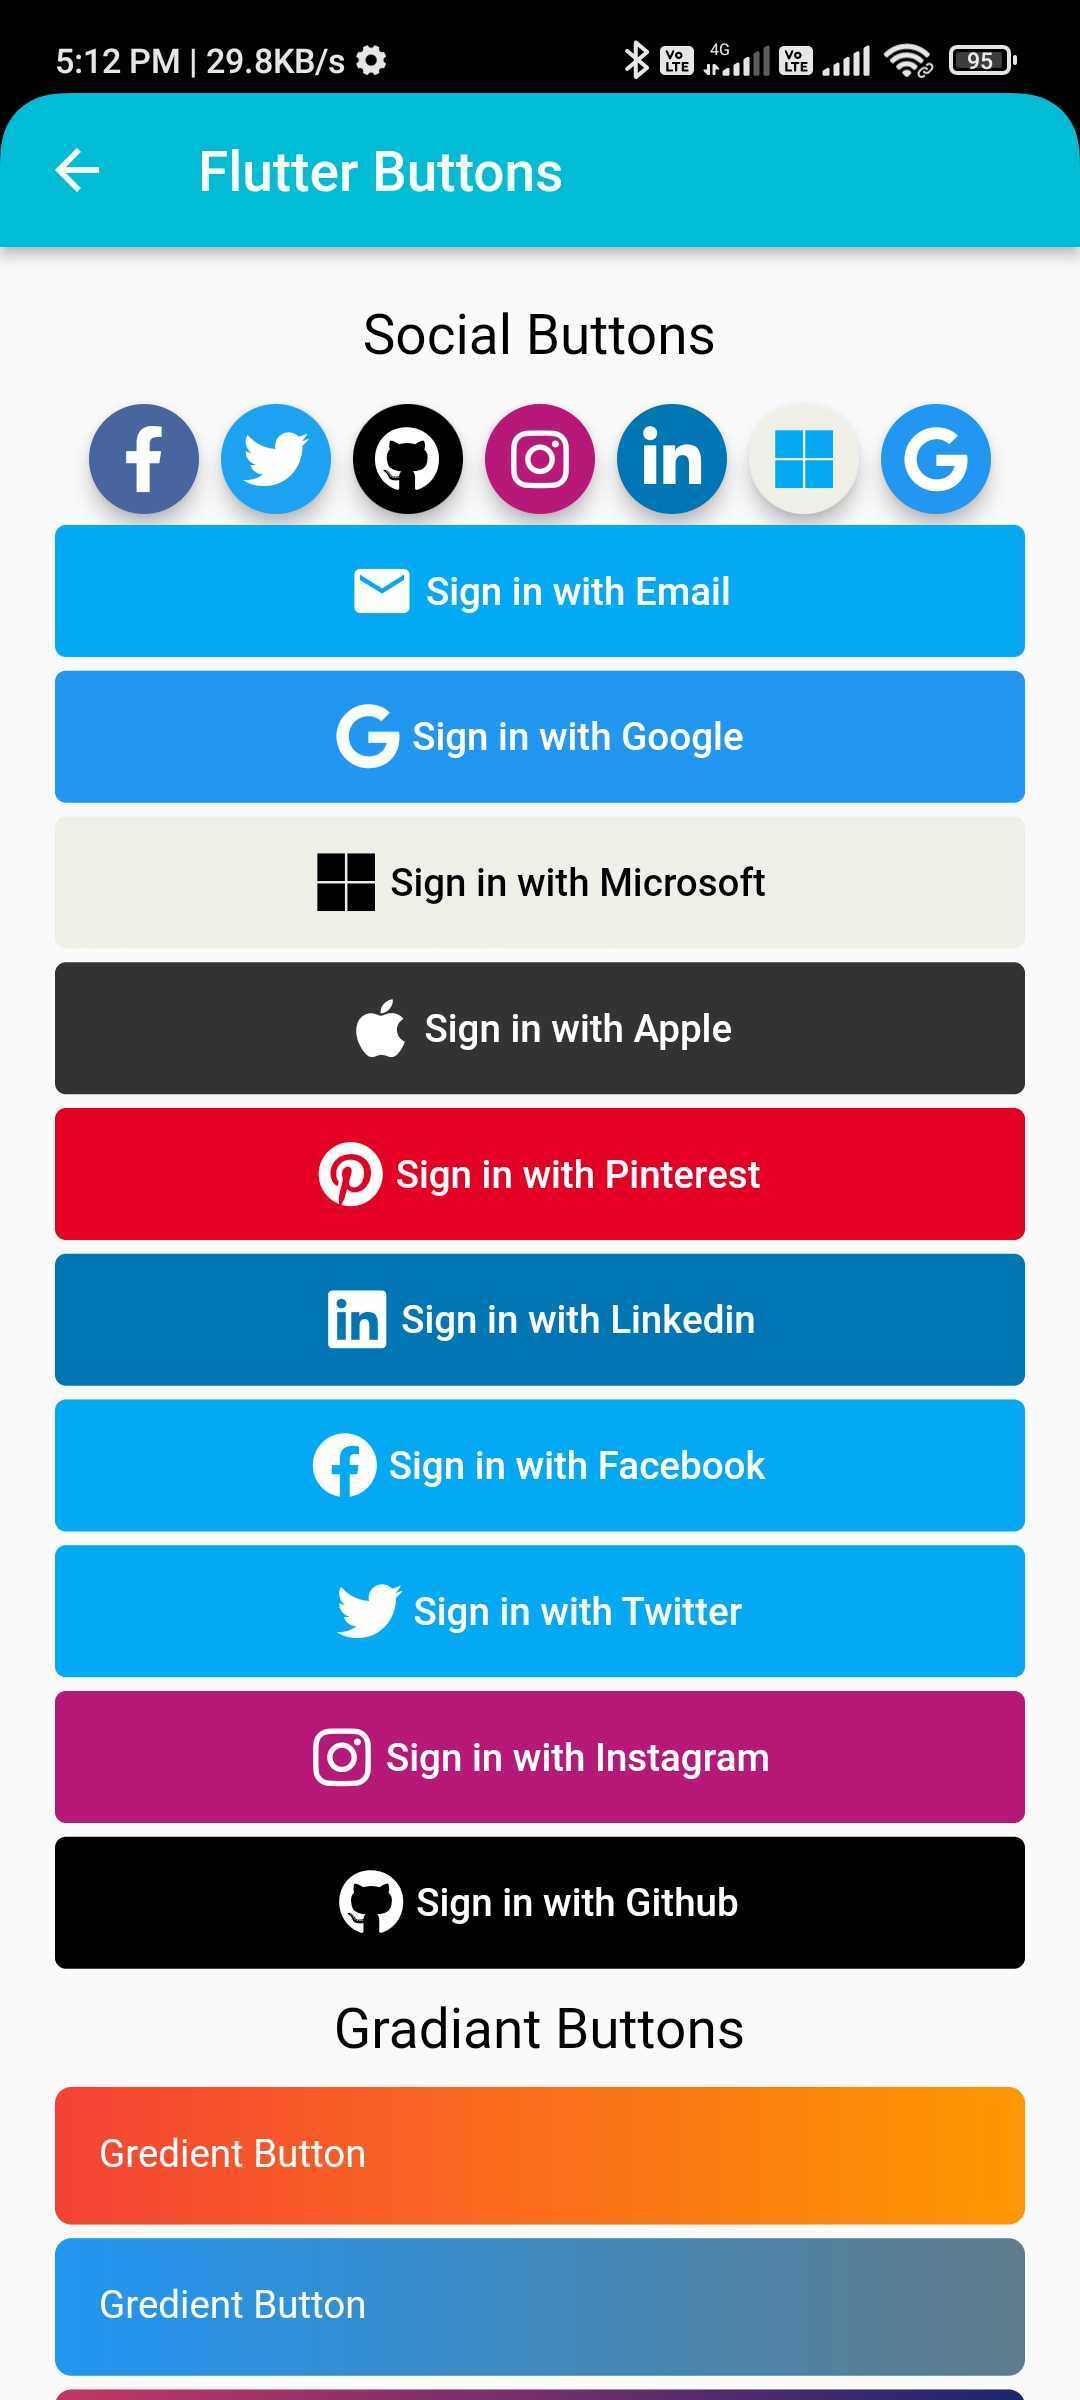 5:12 PM | 29.8KB/s Vo LTE 4G Vo LTE 95
Flutter Buttons
Social Buttons
Sign in with Email
Sign in with Google
Sign in with Microsoft
Sign in with Apple
Sign in with Pinterest
in Sign in with Linkedin
Sign in with Facebook
Sign in with Twitter
Sign in with Instagram
Sign in with Github
Gradiant Buttons
Gredient Button
Gredient Button